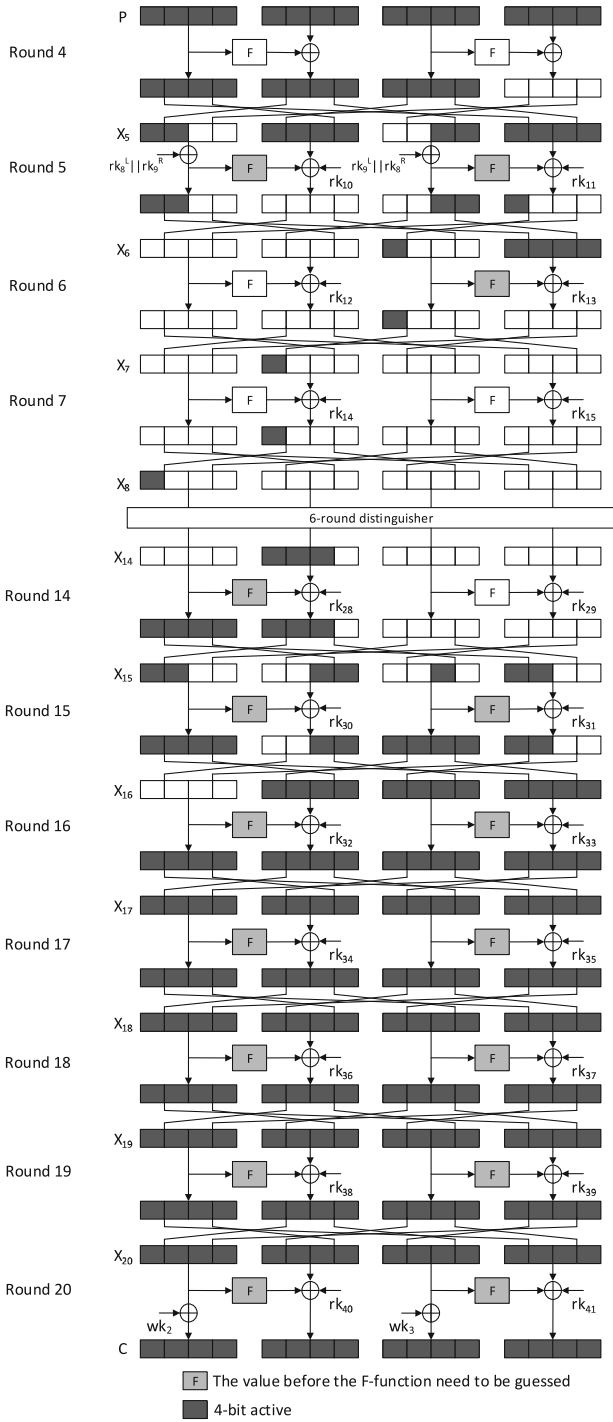 P
Round 4 F F
X₅
rk₈ᴸ||rk₉ᴿ rk₉ᴸ||rk₈ᴿ
Round 5 F rk₁₀ F rk₁₁
X₆
Round 6 F rk₁₂ F rk₁₃
X₇
Round 7 F rk₁₄ F rk₁₅
X₈
6-round distinguisher
X₁₄
Round 14 F rk₂₈ F rk₂₉
X₁₅
Round 15 F rk₃₀ F rk₃₁
X₁₆
Round 16 F rk₃₂ F rk₃₃
X₁₇
Round 17 F rk₃₄ F rk₃₅
X₁₈
Round 18 F rk₃₆ F rk₃₇
X₁₉
Round 19 F rk₃₈ F rk₃₉
X₂₀
Round 20 F rk₄₀ F rk₄₁
wk₂ wk₃
C
F The value before the F-function need to be guessed
4-bit active